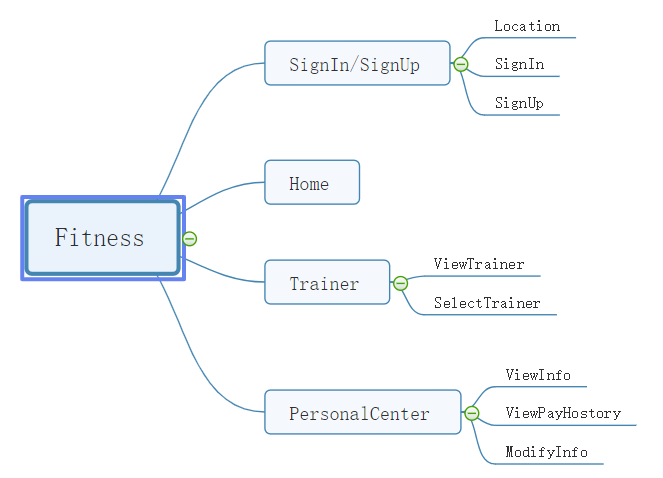 Fitness
SignIn/SignUp
Location
SignIn
SignUp
Home
Trainer
ViewTrainer
SelectTrainer
PersonalCenter
ViewInfo
ViewPayHostory
ModifyInfo